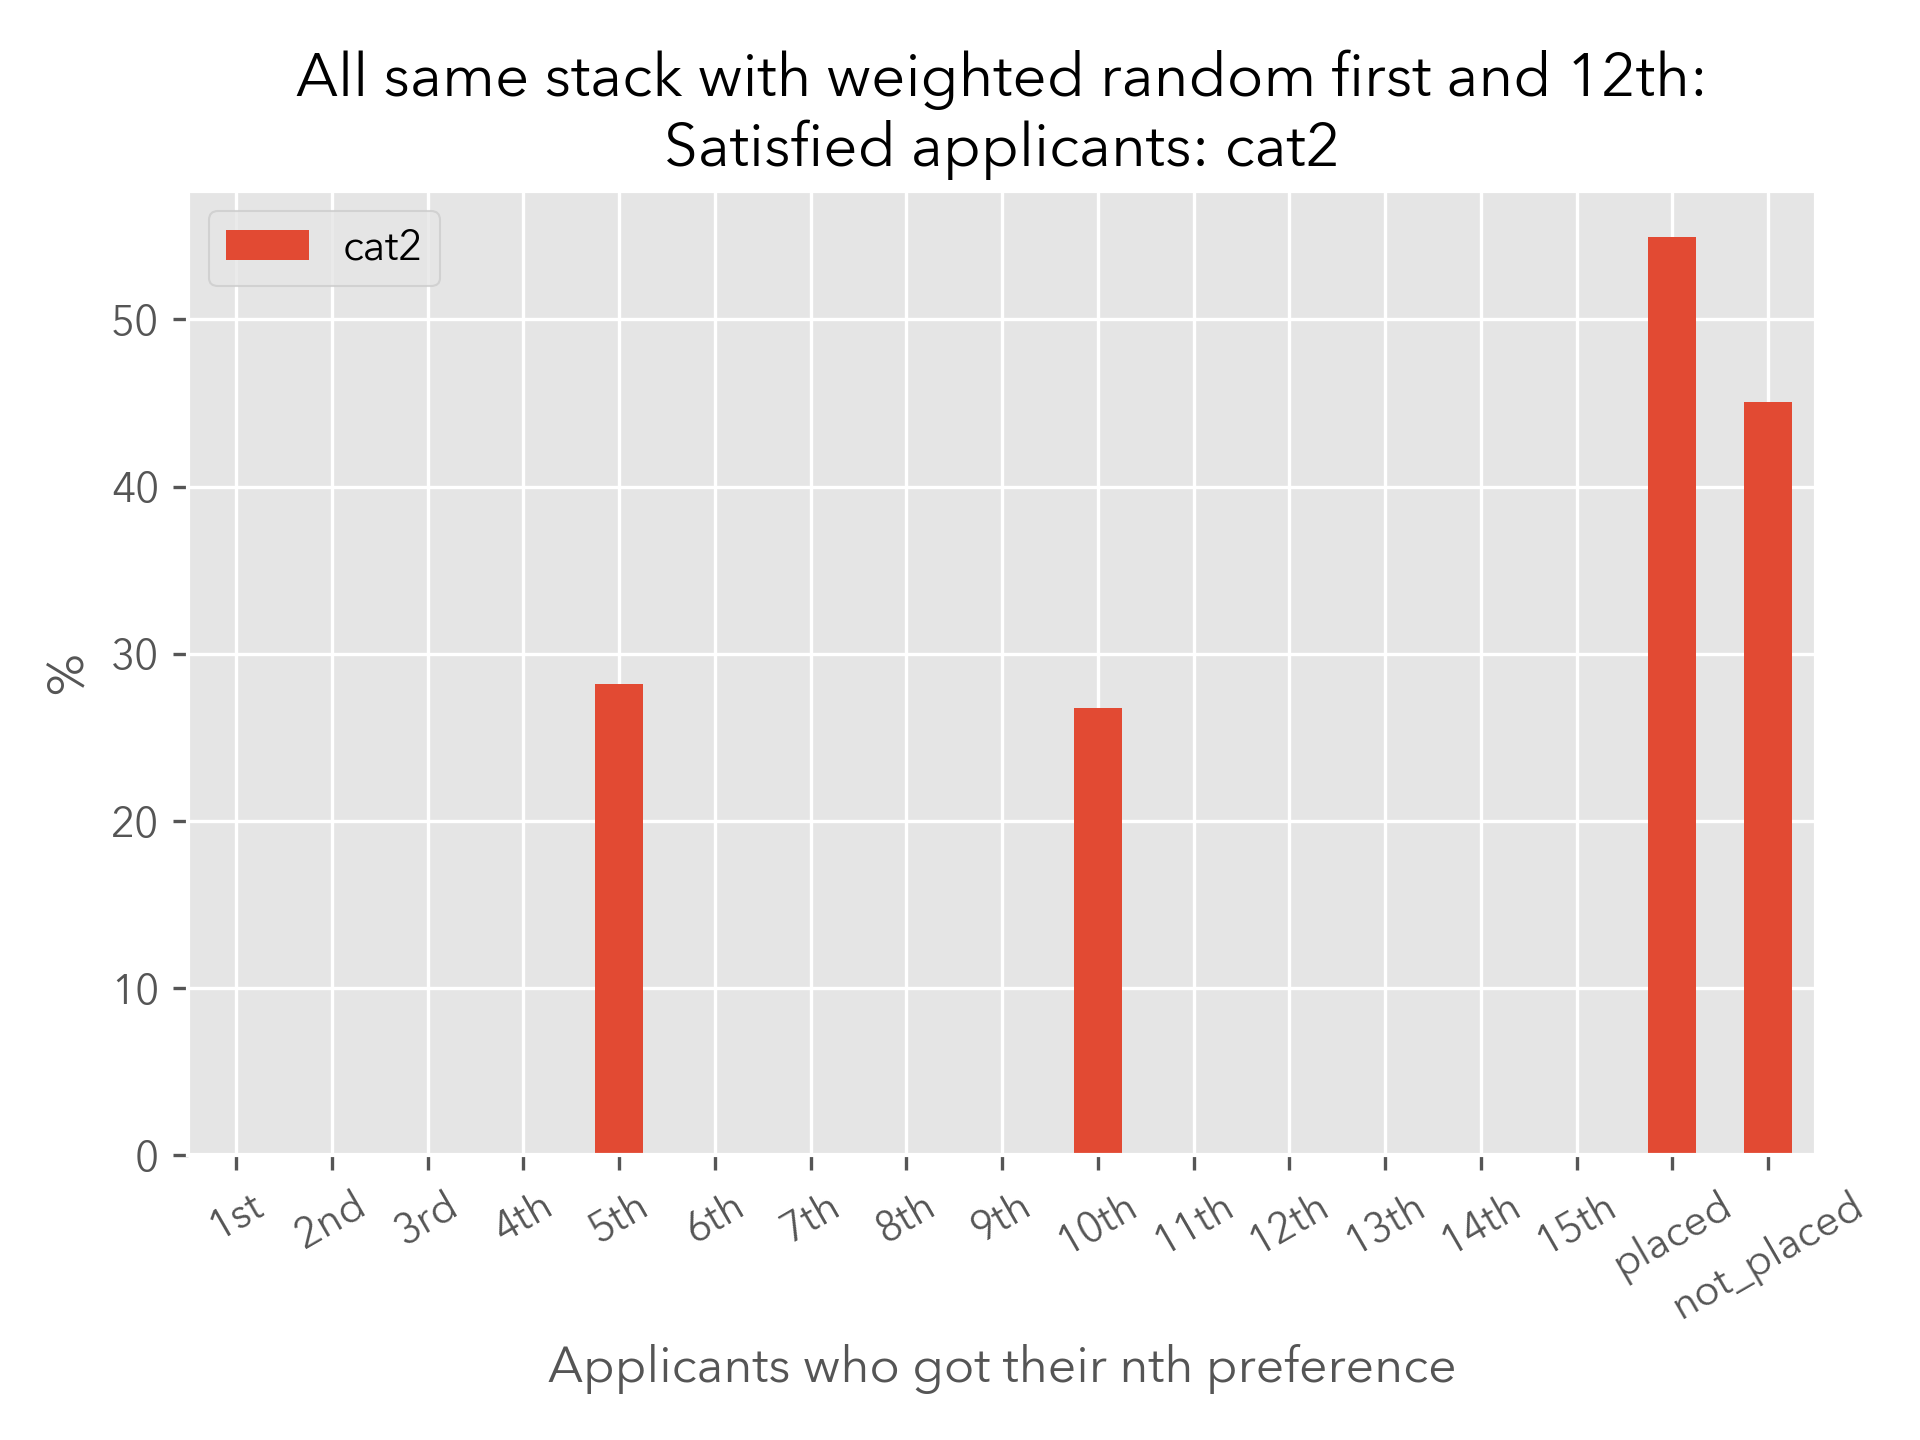 All same stack with weighted random first and 12th:
Satisfied applicants: cat2
cat2
50
40
30
20
10
0
%
1st
2nd
3rd
4th
5th
6th
7th
8th
9th
10th
11th
12th
13th
14th
15th
placed
not_placed
Applicants who got their nth preference